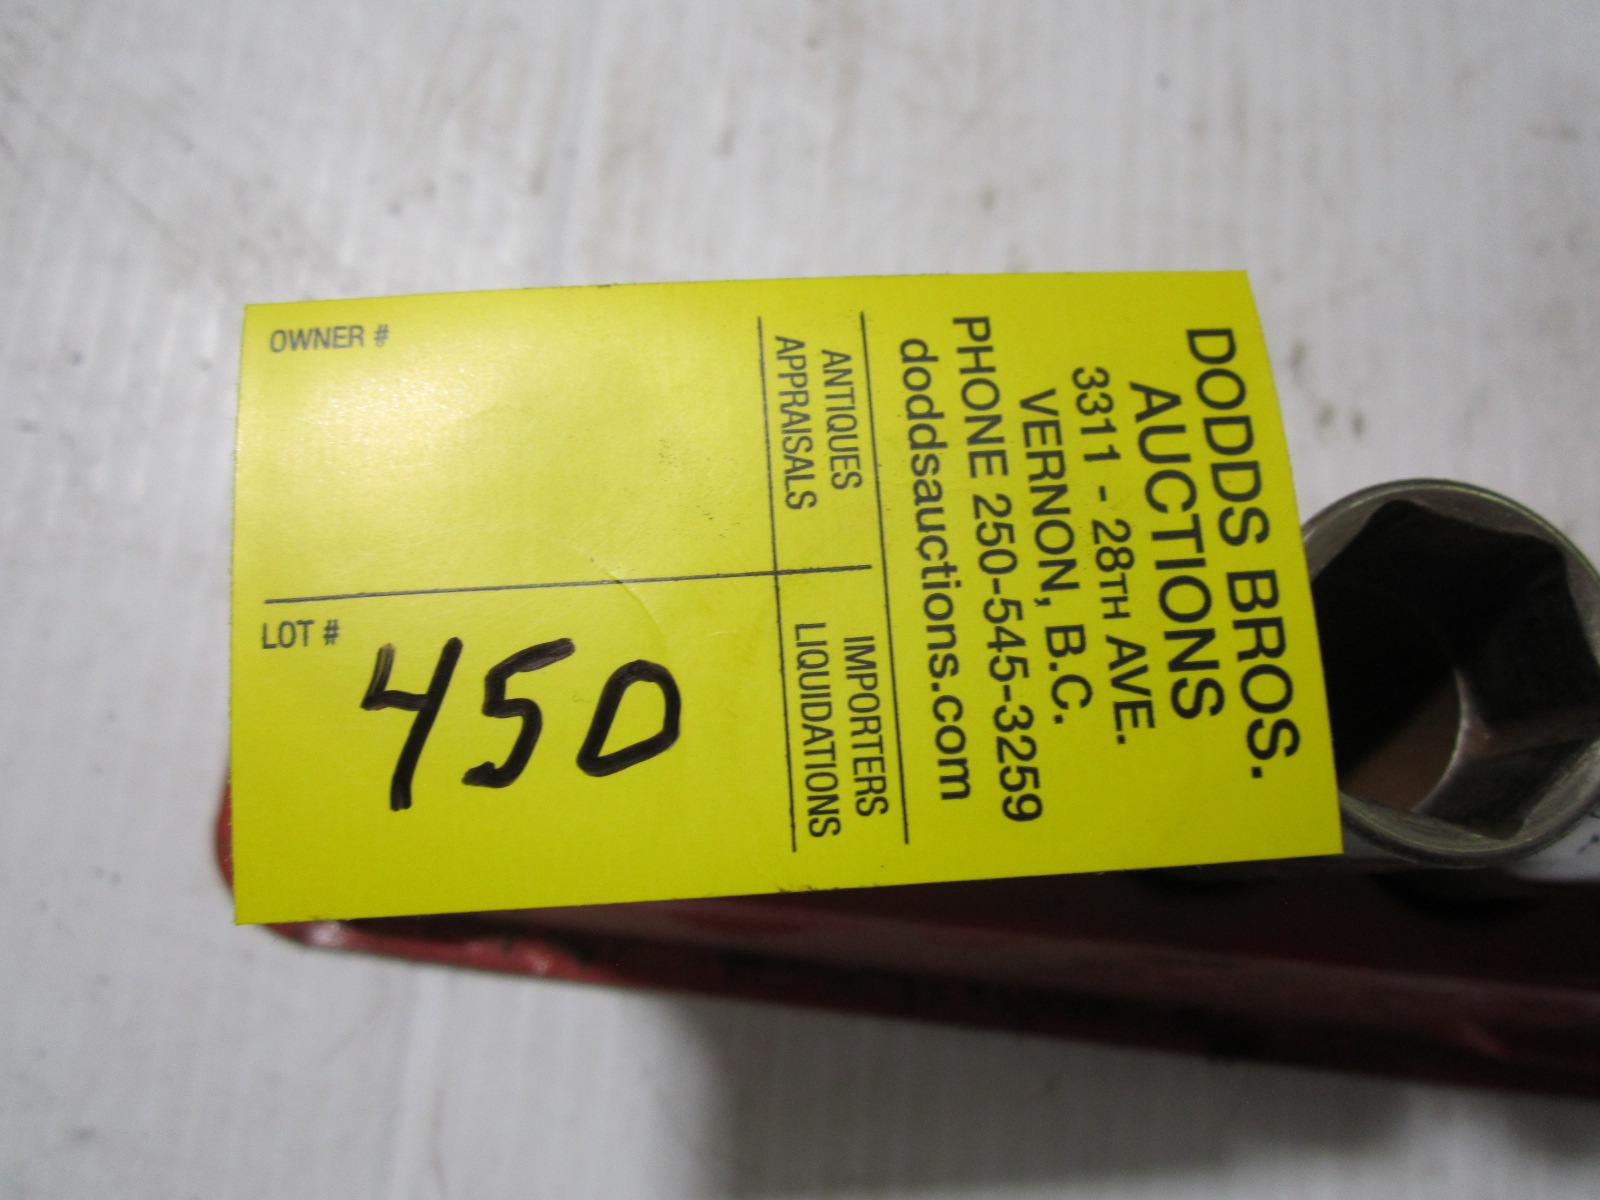 DODDS BROS.
AUCTIONS
3311 - 28TH AVE.
VERNON, B.C.
PHONE 250-545-3259
doddsauctions.com
ANTIQUES
APPRAISALS
IMPORTERS
LIQUIDATIONS
OWNER #
LOT #
450